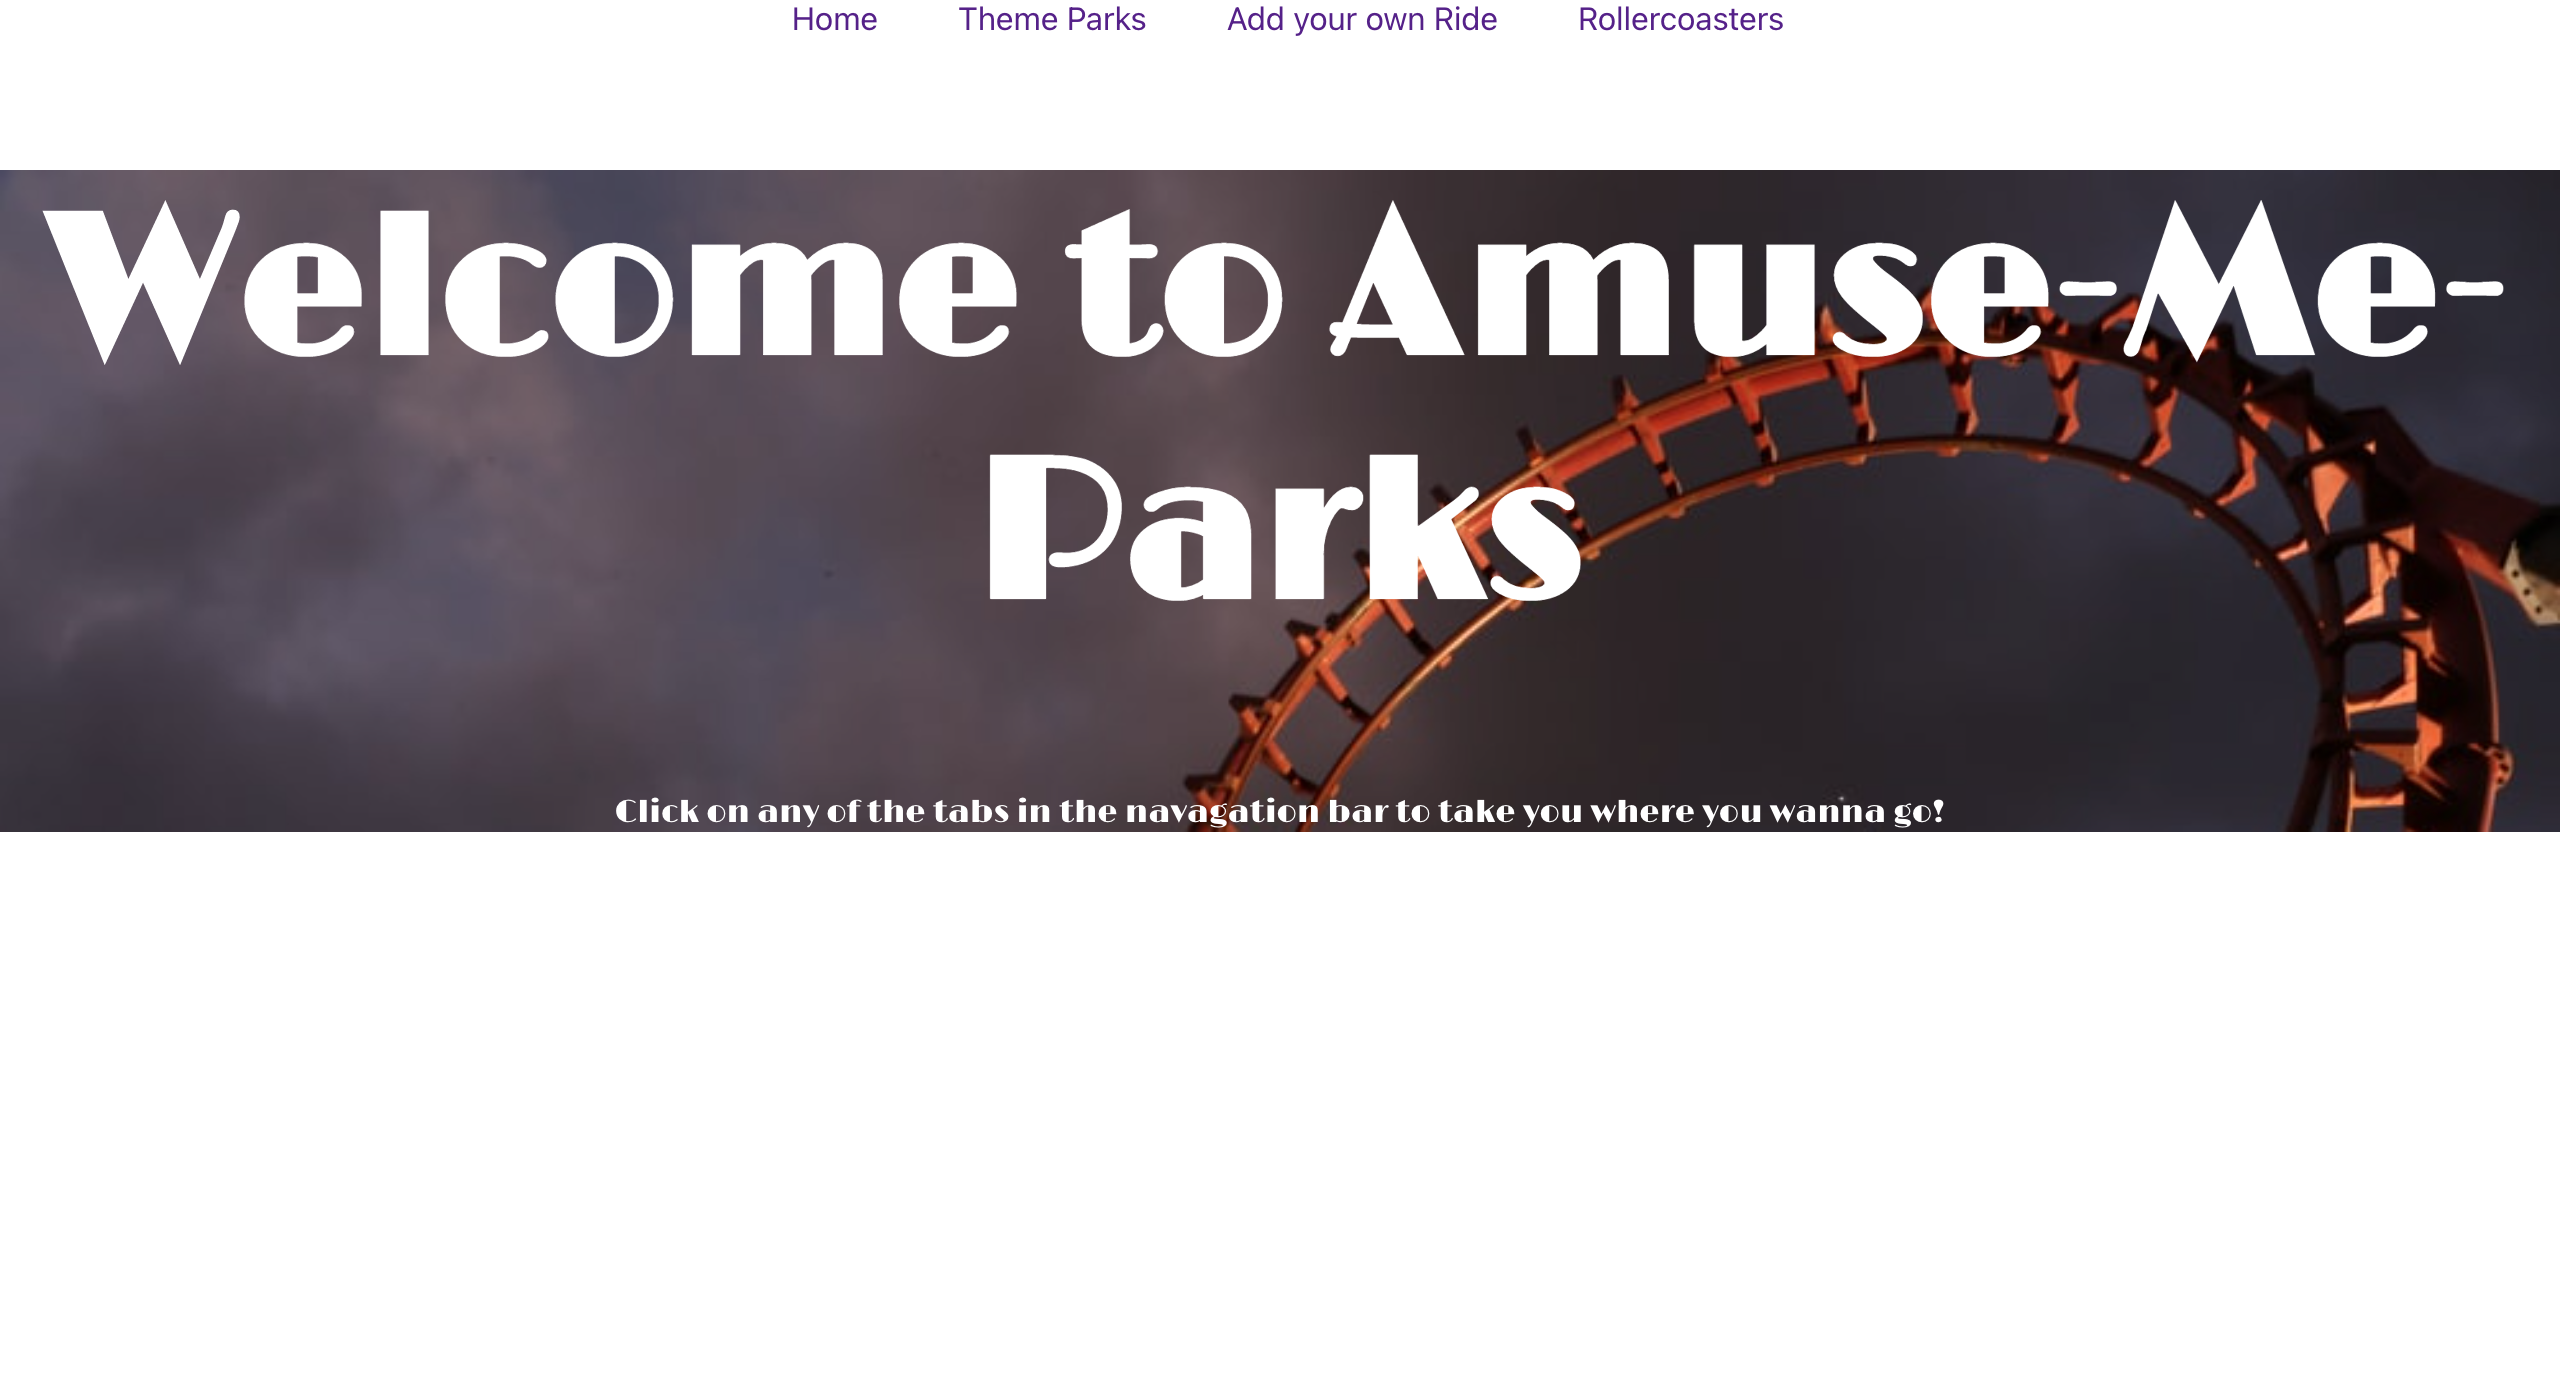 Home Theme Parks Add your own Ride Rollercoasters
Welcome to Amuse-Me-
Parks
Click on any of the tabs in the navagation bar to take you where you wanna go!